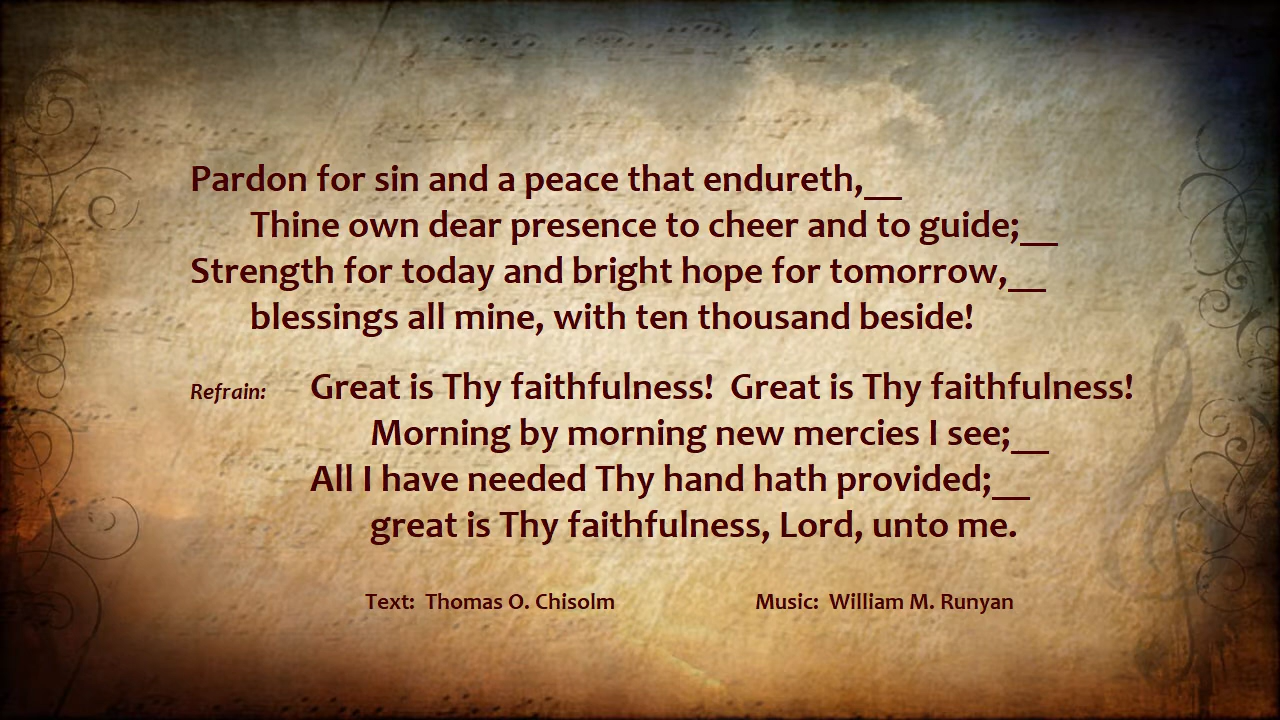 Pardon for sin and a peace that endureth,__
Thine own dear presence to cheer and to guide;__
Strength for today and bright hope for tomorrow,__
blessings all mine, with ten thousand beside!
Refrain: Great is Thy faithfulness! Great is Thy faithfulness!
Morning by morning new mercies I see;__
All I have needed Thy hand hath provided;__
great is Thy faithfulness, Lord, unto me.
Text: Thomas O. Chisolm Music: William M. Runyan